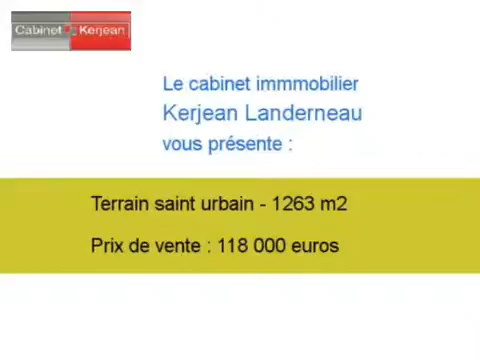 Cabinet Kerjean
Le cabinet immmobilier
Kerjean Landerneau
vous présente :
Terrain saint urbain - 1263 m2
Prix de vente : 118 000 euros